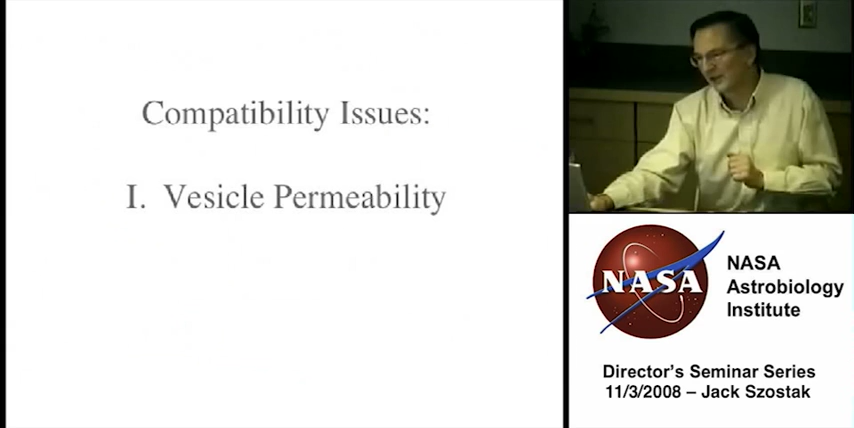 Compatibility Issues:
I. Vesicle Permeability
NASA
NASA
Astrobiology
Institute
Director's Seminar Series
11/3/2008 – Jack Szostak